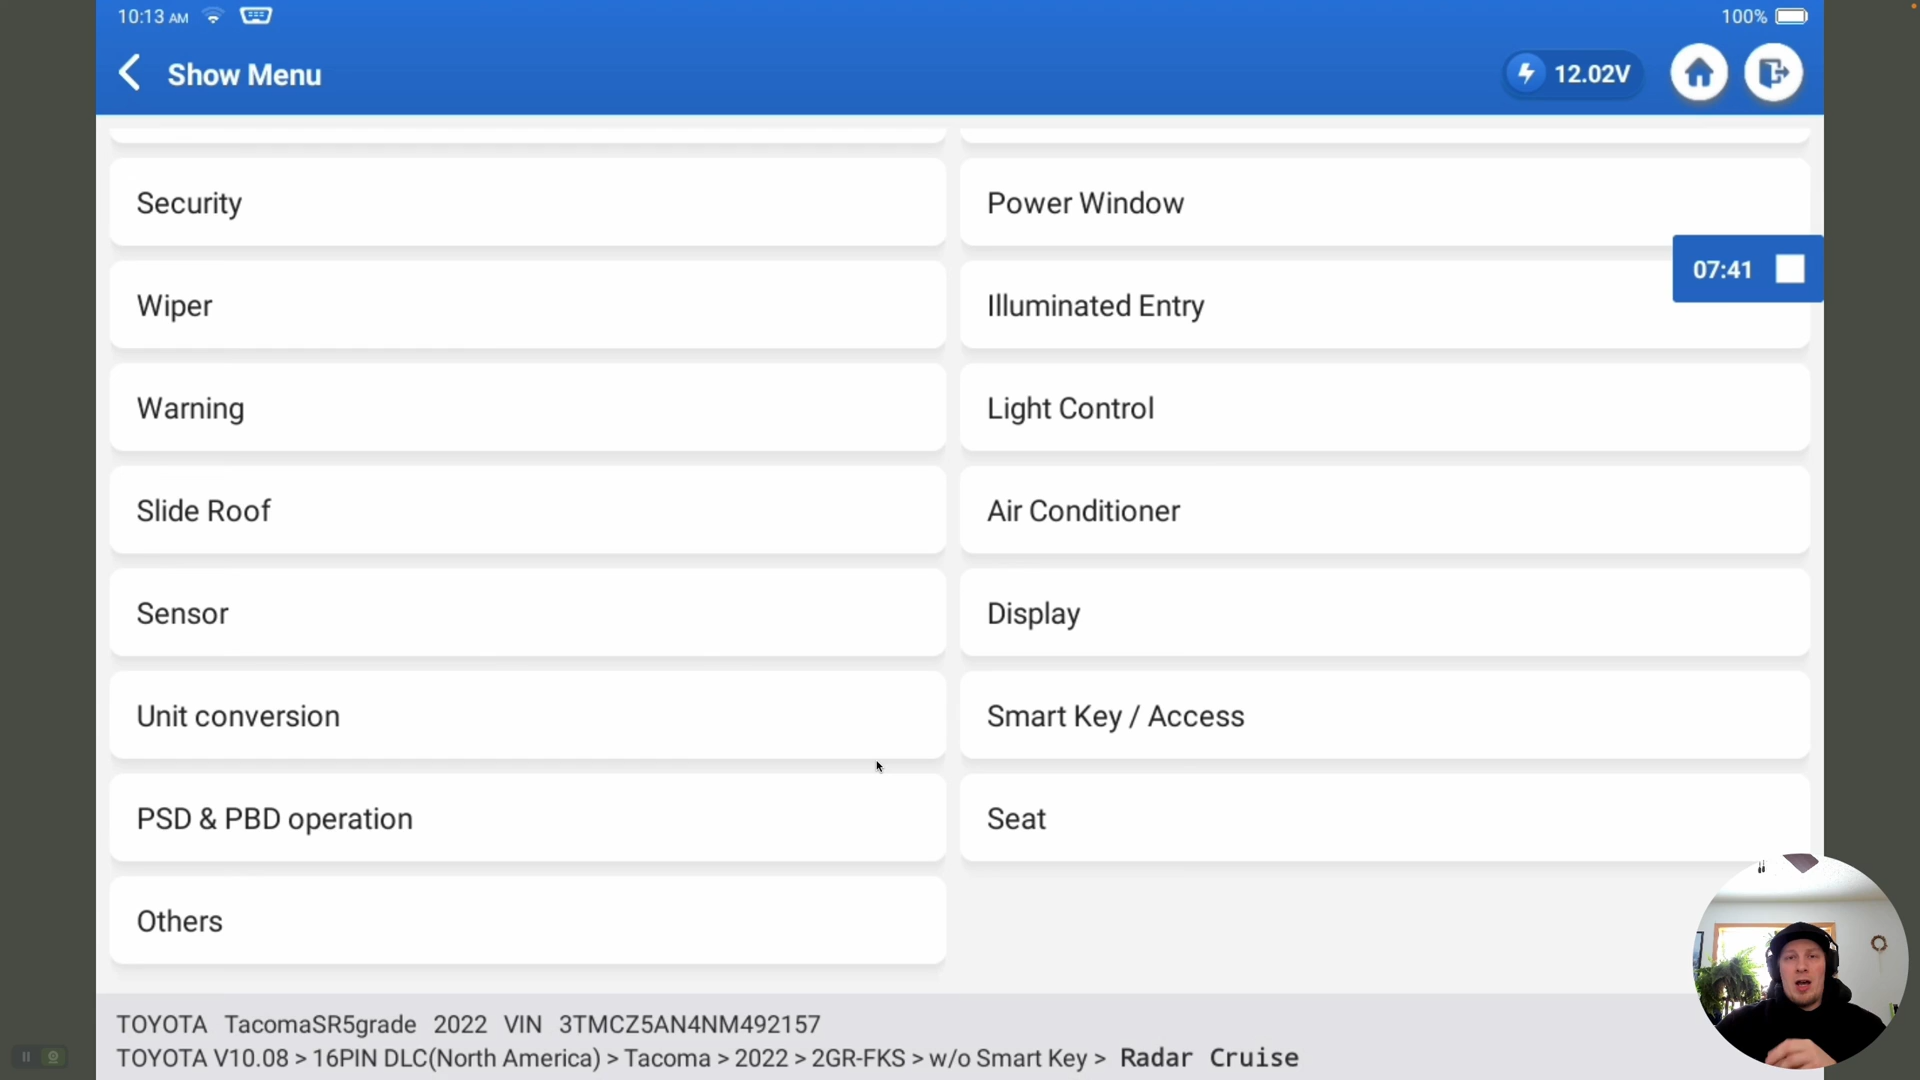 10:13 AM
100%
Show Menu
12.02V
Security
Power Window
07:41
Wiper
Illuminated Entry
Warning
Light Control
Slide Roof
Air Conditioner
Sensor
Display
Unit conversion
Smart Key / Access
PSD & PBD operation
Seat
Others
TOYOTA TacomaSR5grade 2022 VIN 3TMCZ5AN4NM492157
TOYOTA V10.08 > 16PIN DLC(North America) > Tacoma > 2022 > 2GR-FKS > w/o Smart Key > Radar Cruise